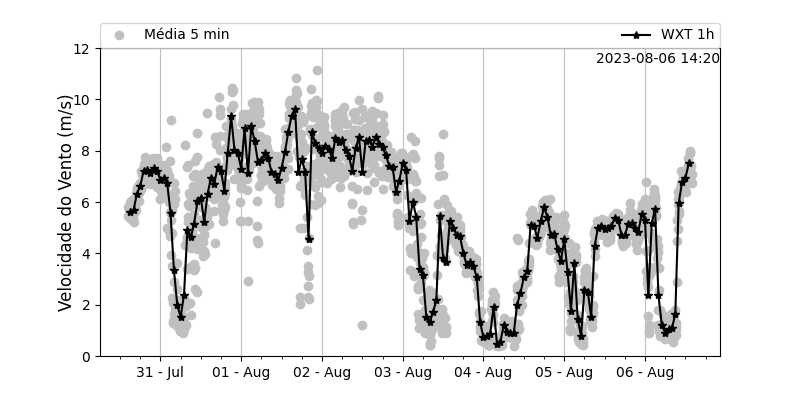 Média 5 min
WXT 1h
2023-08-06 14:20
Velocidade do Vento (m/s)
12
10
8
6
4
2
0
31 - Jul
01 - Aug
02 - Aug
03 - Aug
04 - Aug
05 - Aug
06 - Aug